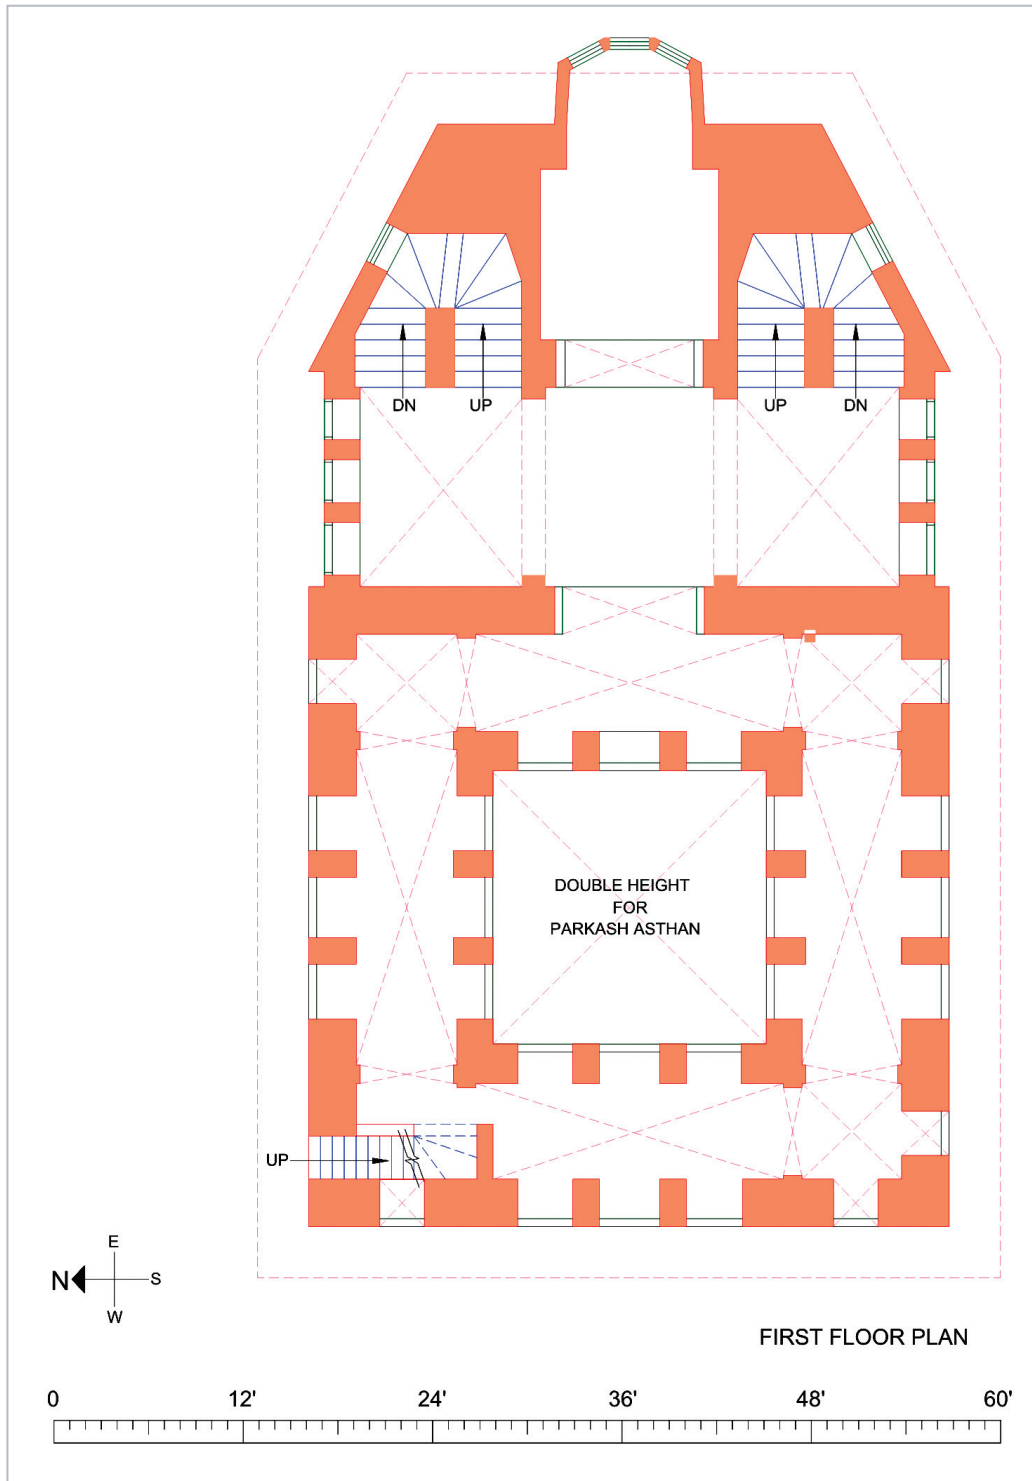 DN
UP
UP
DN
DOUBLE HEIGHT
FOR
PARKASH ASTHAN
UP
E
N
S
W
FIRST FLOOR PLAN
0 12' 24' 36' 48' 60'